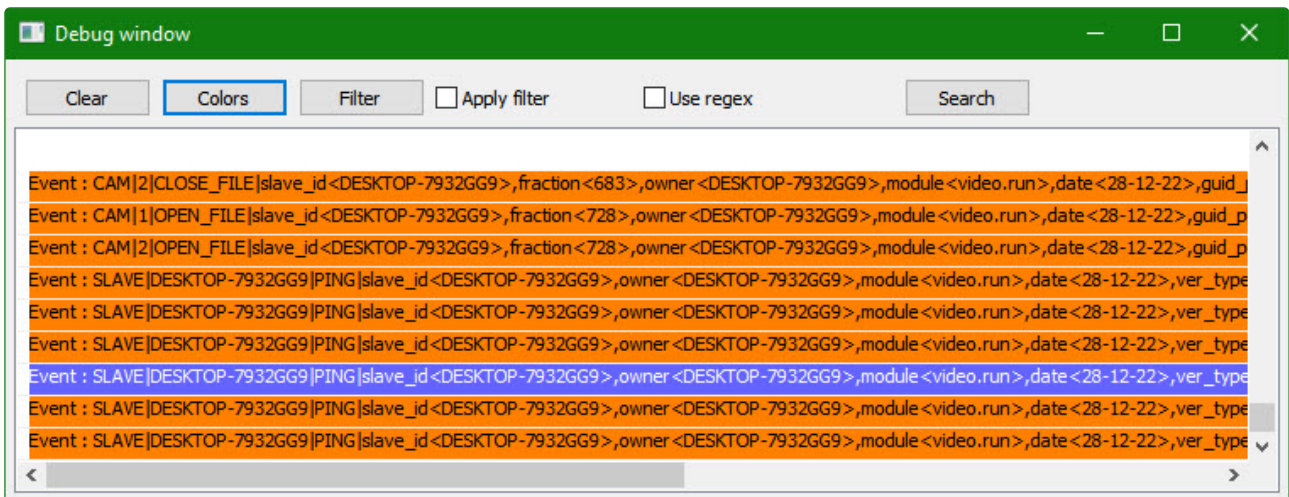 Debug window
Clear Colors Filter Apply filter Use regex Search
Event : CAM|2|CLOSE_FILE|slave_id<DESKTOP-7932GG9>,fraction<683>,owner<DESKTOP-7932GG9>,module<video.run>,date<28-12-22>,guid_
Event : CAM|1|OPEN_FILE|slave_id<DESKTOP-7932GG9>,fraction<728>,owner<DESKTOP-7932GG9>,module<video.run>,date<28-12-22>,guid_p
Event : CAM|2|OPEN_FILE|slave_id<DESKTOP-7932GG9>,fraction<728>,owner<DESKTOP-7932GG9>,module<video.run>,date<28-12-22>,guid_p
Event : SLAVE|DESKTOP-7932GG9|PING|slave_id<DESKTOP-7932GG9>,owner<DESKTOP-7932GG9>,module<video.run>,date<28-12-22>,ver_type
Event : SLAVE|DESKTOP-7932GG9|PING|slave_id<DESKTOP-7932GG9>,owner<DESKTOP-7932GG9>,module<video.run>,date<28-12-22>,ver_type
Event : SLAVE|DESKTOP-7932GG9|PING|slave_id<DESKTOP-7932GG9>,owner<DESKTOP-7932GG9>,module<video.run>,date<28-12-22>,ver_type
Event : SLAVE|DESKTOP-7932GG9|PING|slave_id<DESKTOP-7932GG9>,owner<DESKTOP-7932GG9>,module<video.run>,date<28-12-22>,ver_type
Event : SLAVE|DESKTOP-7932GG9|PING|slave_id<DESKTOP-7932GG9>,owner<DESKTOP-7932GG9>,module<video.run>,date<28-12-22>,ver_type
Event : SLAVE|DESKTOP-7932GG9|PING|slave_id<DESKTOP-7932GG9>,owner<DESKTOP-7932GG9>,module<video.run>,date<28-12-22>,ver_type